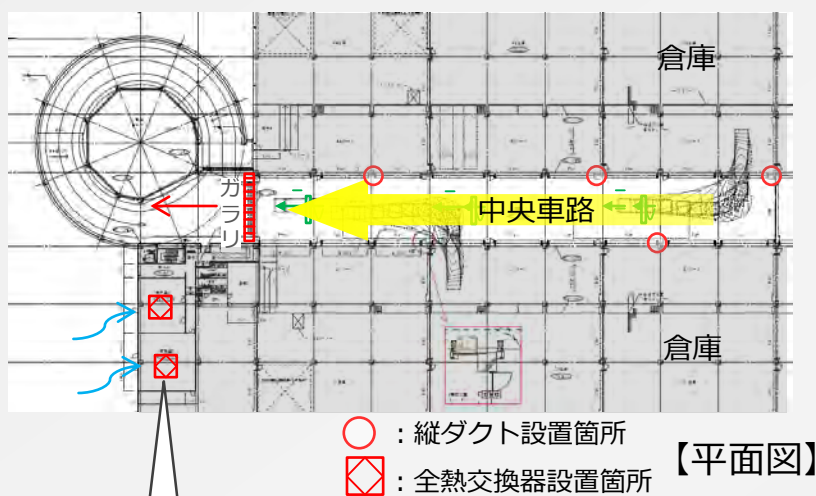 倉庫
ガラリ
中央車路
倉庫
:縦ダクト設置箇所
:全熱交換器設置箇所
【平面図】